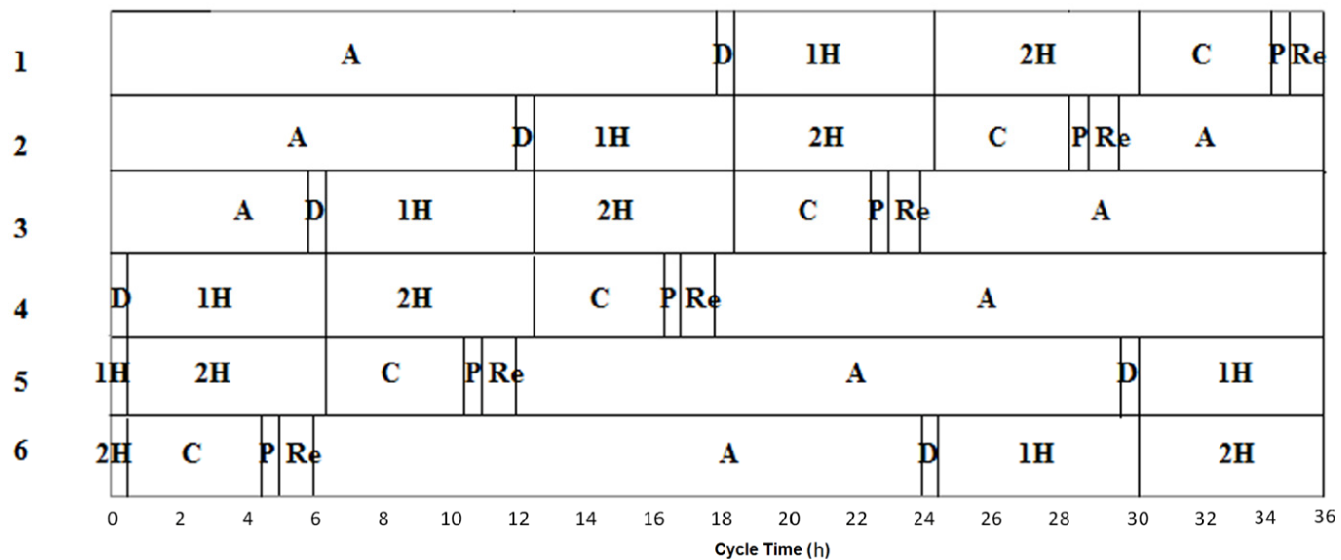 1 A D 1H 2H C P Re
2 A D 1H 2H C P Re A
3 A D 1H 2H C P Re A
4 D 1H 2H C P Re A
5 1H 2H C P Re A D 1H
6 2H C P Re A D 1H 2H
0 2 4 6 8 10 12 14 16 18 20 22 24 26 28 30 32 34 36
Cycle Time (h)